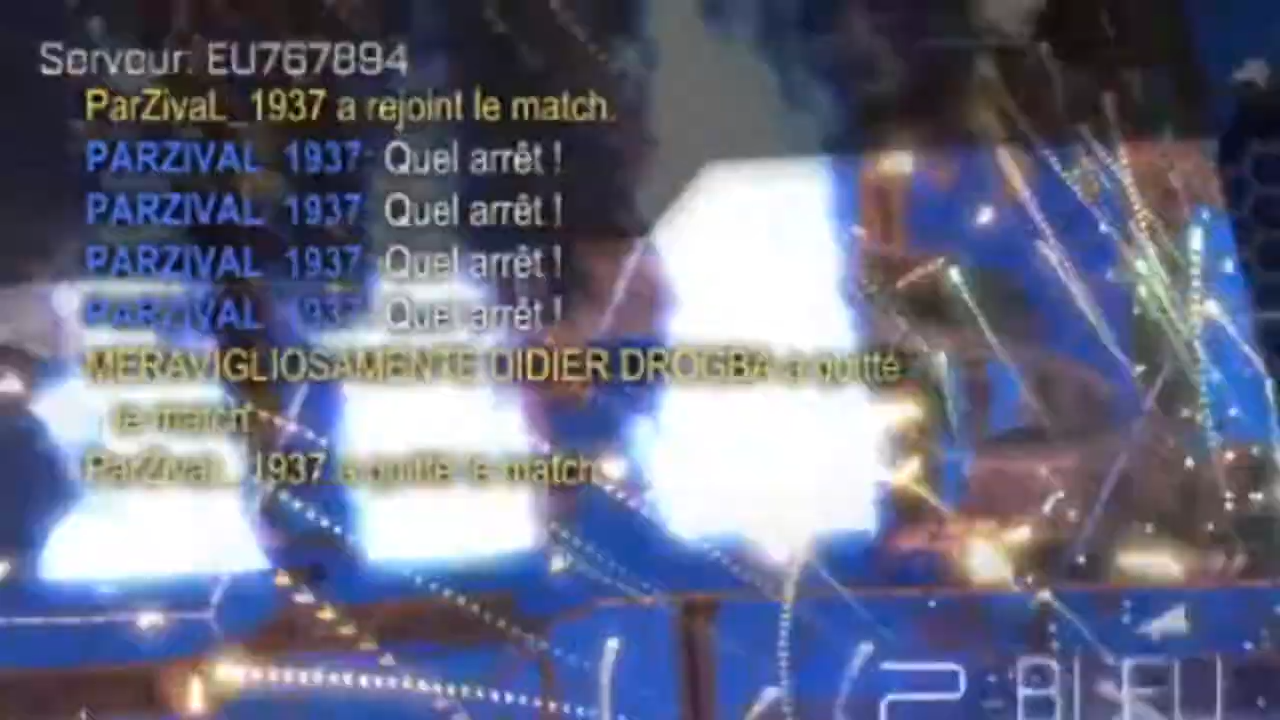 Serveur: EU767894
ParZivaL_1937 a rejoint le match.
PARZIVAL_1937: Quel arrêt !
PARZIVAL_1937: Quel arrêt !
PARZIVAL_1937: Quel arrêt !
PARZIVAL_1937: Quel arrêt !
MERAVIGLIOSAMENTE DIDIER DROGBA a quitté
le match.
ParZivaL_1937 a quitté le match.
2 BLEU